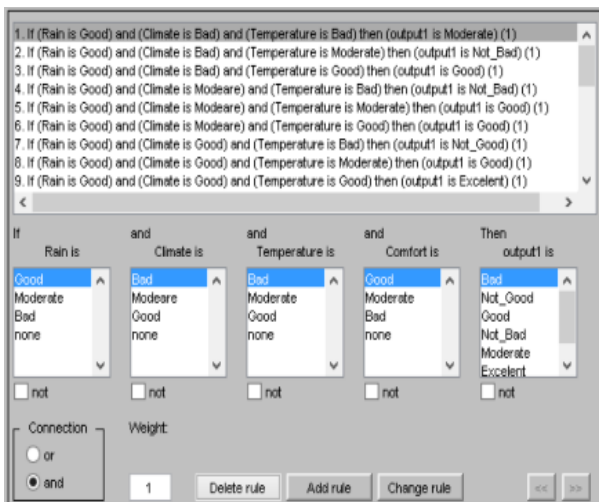 1. If (Rain is Good) and (Climate is Bad) and (Temperature is Bad) then (output1 is Moderate) (1)
2. If (Rain is Good) and (Climate is Bad) and (Temperature is Moderate) then (output1 is Not_Bad) (1)
3. If (Rain is Good) and (Climate is Bad) and (Temperature is Good) then (output1 is Good) (1)
4. If (Rain is Good) and (Climate is Modeare) and (Temperature is Bad) then (output1 is Not_Bad) (1)
5. If (Rain is Good) and (Climate is Modeare) and (Temperature is Moderate) then (output1 is Good) (1)
6. If (Rain is Good) and (Climate is Modeare) and (Temperature is Good) then (output1 is Good) (1)
7. If (Rain is Good) and (Climate is Good) and (Temperature is Bad) then (output1 is Not_Good) (1)
8. If (Rain is Good) and (Climate is Good) and (Temperature is Moderate) then (output1 is Good) (1)
9. If (Rain is Good) and (Climate is Good) and (Temperature is Good) then (output1 is Excelent) (1)
If and and and Then
Rain is Climate is Temperature is Comfort is output1 is
Good Bad Bad Good Bad
Moderate Modeare Moderate Moderate Not_Good
Bad Good Good Bad Good
none none none none Not_Bad
Moderate
Excelent
not not not not not
Connection Weight:
or
and 1 Delete rule Add rule Change rule << >>